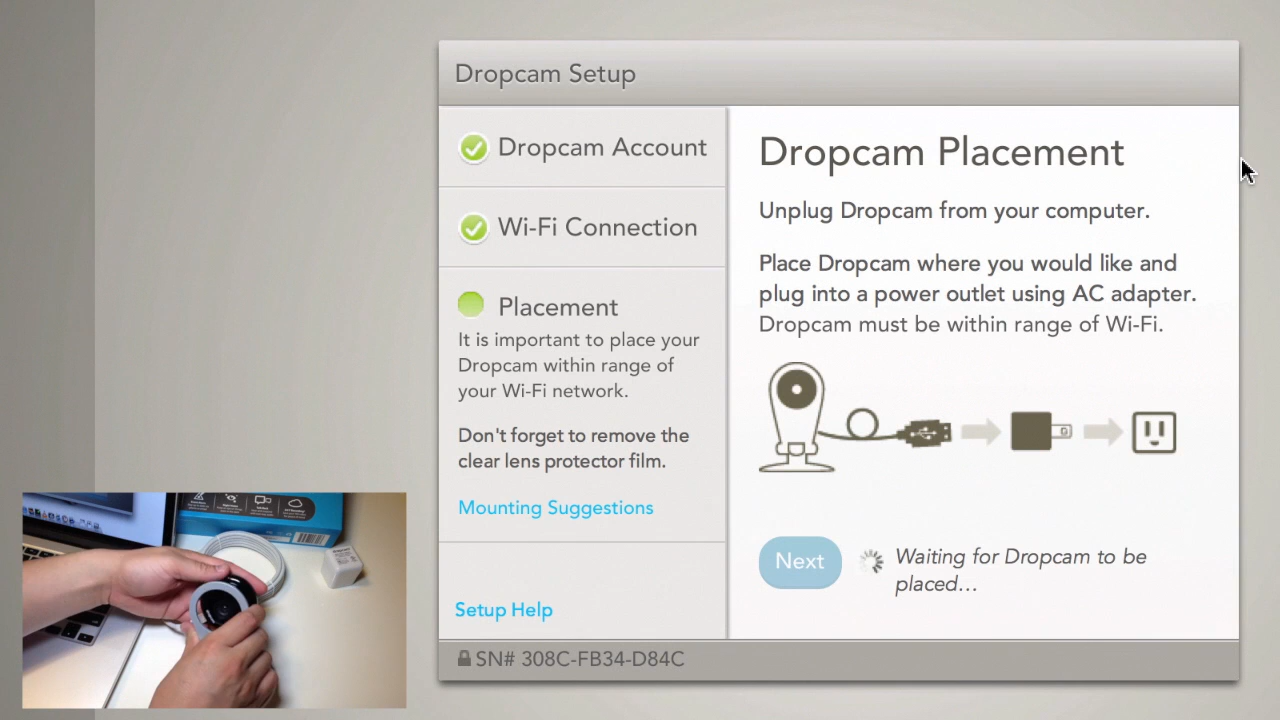 Dropcam Setup
Dropcam Account
Wi-Fi Connection
Placement
It is important to place your
Dropcam within range of
your Wi-Fi network.
Don't forget to remove the
clear lens protector film.
Mounting Suggestions
Setup Help
Dropcam Placement
Unplug Dropcam from your computer.
Place Dropcam where you would like and
plug into a power outlet using AC adapter.
Dropcam must be within range of Wi-Fi.
Next
Waiting for Dropcam to be
placed...
SN# 308C-FB34-D84C